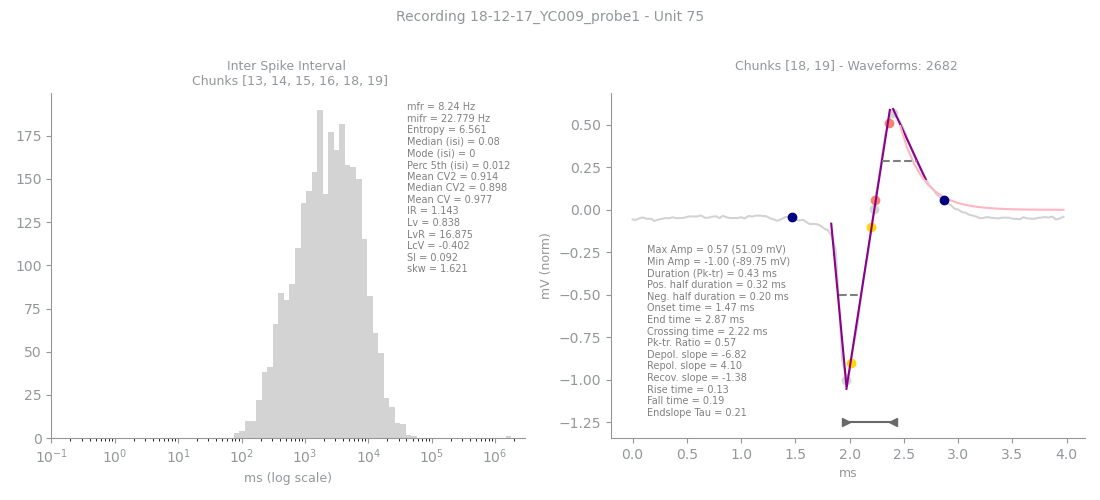 Recording 18-12-17_YC009_probe1 - Unit 75
Inter Spike Interval
Chunks [13, 14, 15, 16, 18, 19]
mfr = 8.24 Hz
mifr = 22.779 Hz
Entropy = 6.561
Median (isi) = 0.08
Mode (isi) = 0
Perc 5th (isi) = 0.012
Mean CV2 = 0.914
Median CV2 = 0.898
Mean CV = 0.977
IR = 1.143
Lv = 0.838
LvR = 16.875
LcV = -0.402
SI = 0.092
skw = 1.621
175
150
125
100
75
50
25
0
10⁻¹ 10⁰ 10¹ 10² 10³ 10⁴ 10⁵ 10⁶
ms (log scale)
Chunks [18, 19] - Waveforms: 2682
mV (norm)
0.50
0.25
0.00
−0.25
−0.50
−0.75
−1.00
−1.25
Max Amp = 0.57 (51.09 mV)
Min Amp = -1.00 (-89.75 mV)
Duration (Pk-tr) = 0.43 ms
Pos. half duration = 0.32 ms
Neg. half duration = 0.20 ms
Onset time = 1.47 ms
End time = 2.87 ms
Crossing time = 2.22 ms
Pk-tr. Ratio = 0.57
Depol. slope = -6.82
Repol. slope = 4.10
Recov. slope = -1.38
Rise time = 0.13
Fall time = 0.19
Endslope Tau = 0.21
0.0 0.5 1.0 1.5 2.0 2.5 3.0 3.5 4.0
ms